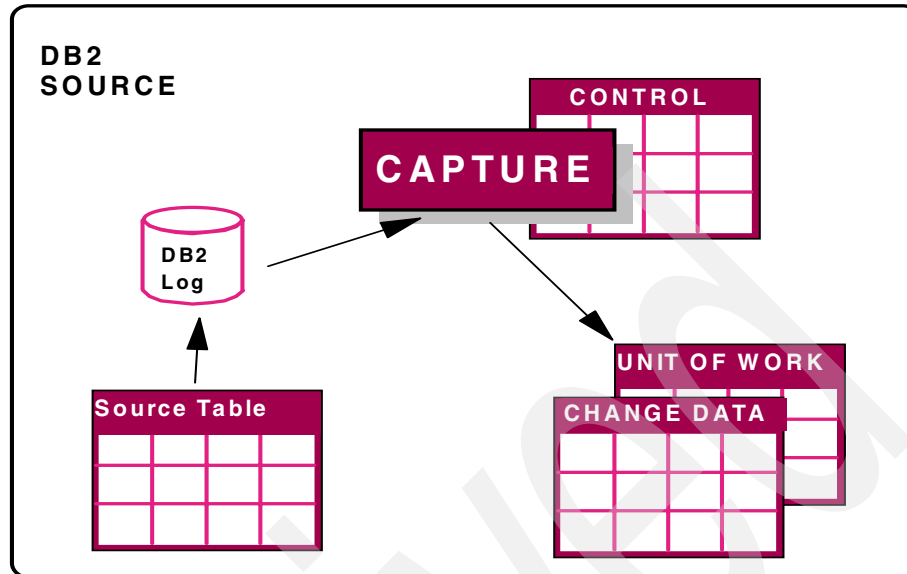 DB2
SOURCE
CONTROL
CAPTURE
DB2
Log
UNIT OF WORK
Source Table
CHANGE DATA